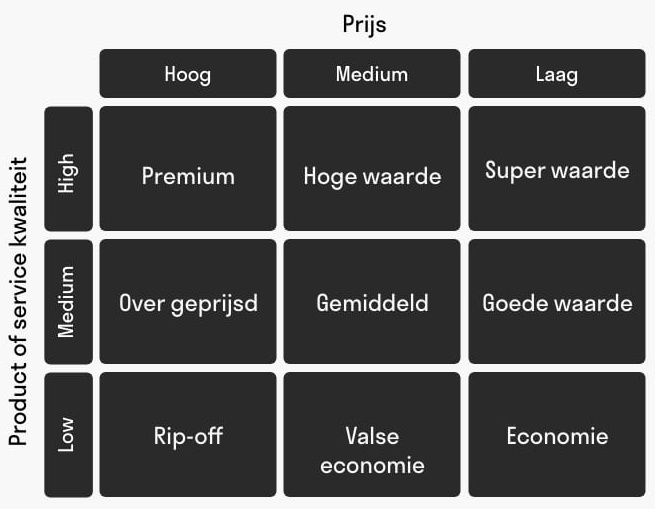 Prijs
Hoog Medium Laag
Product of service kwaliteit
High
Premium Hoge waarde Super waarde
Medium
Over geprijsd Gemiddeld Goede waarde
Low
Rip-off Valse economie Economie